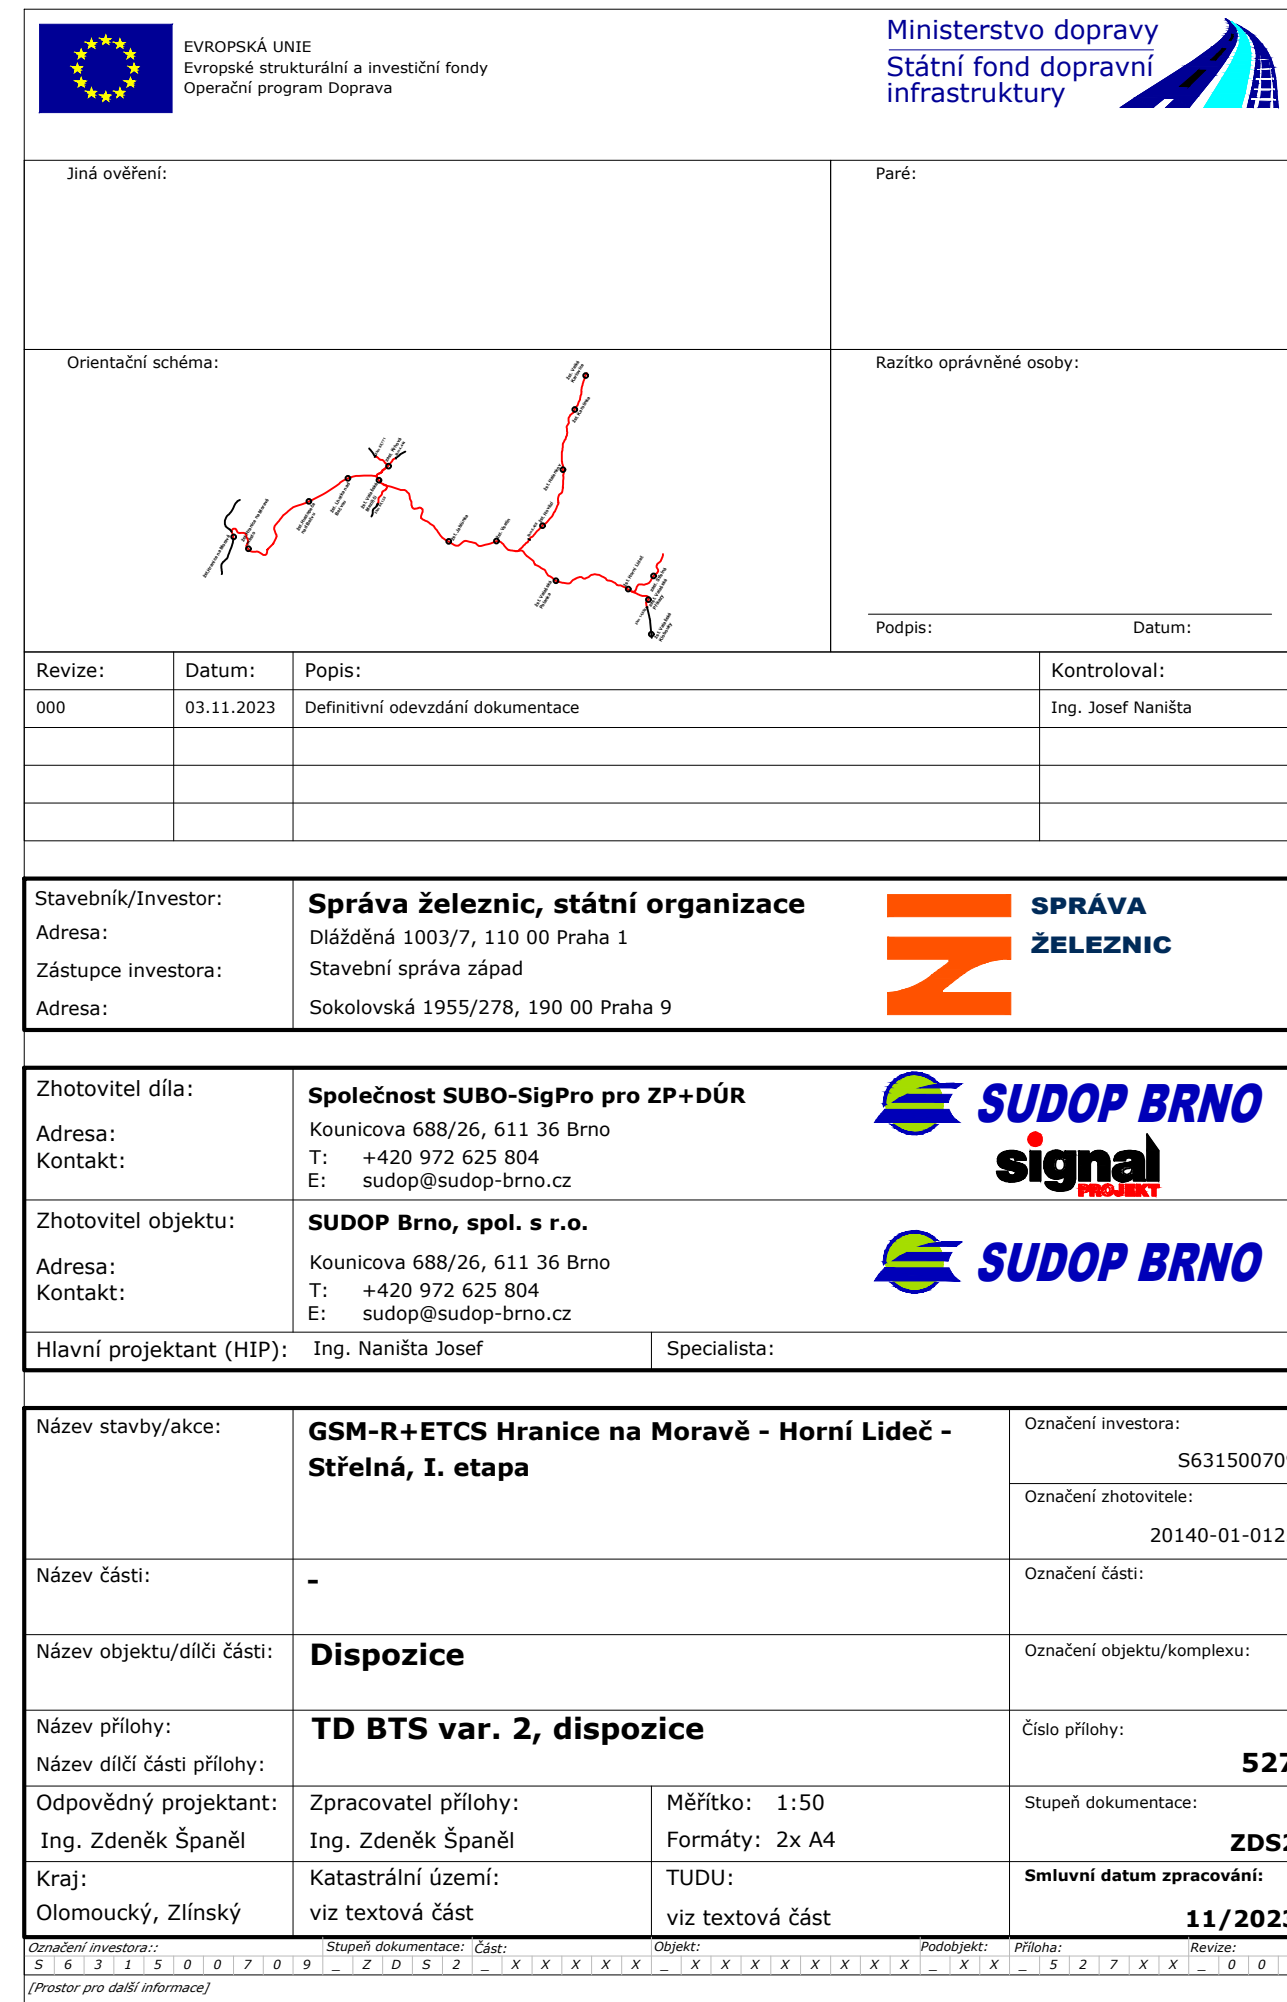 EVROPSKÁ UNIE
Evropské strukturální a investiční fondy
Operační program Doprava
Ministerstvo dopravy
Státní fond dopravní
infrastruktury
Jiná ověření:
Paré:
Orientační schéma:
Razítko oprávněné osoby:
Podpis: Datum:
Revize: Datum: Popis: Kontroloval:
000 03.11.2023 Definitivní odevzdání dokumentace Ing. Josef Naništa
Stavebník/Investor: Správa železnic, státní organizace
Adresa: Dlážděná 1003/7, 110 00 Praha 1
Zástupce investora: Stavební správa západ
Adresa: Sokolovská 1955/278, 190 00 Praha 9
SPRÁVA
ŽELEZNIC
Zhotovitel díla: Společnost SUBO-SigPro pro ZP+DÚR
Adresa: Kounicova 688/26, 611 36 Brno
Kontakt: T: +420 972 625 804
E: sudop@sudop-brno.cz
SUDOP BRNO
signal
PROJEKT
Zhotovitel objektu: SUDOP Brno, spol. s r.o.
Adresa: Kounicova 688/26, 611 36 Brno
Kontakt: T: +420 972 625 804
E: sudop@sudop-brno.cz
SUDOP BRNO
Hlavní projektant (HIP): Ing. Naništa Josef Specialista:
Název stavby/akce: GSM-R+ETCS Hranice na Moravě - Horní Lideč -
Střelná, I. etapa
Označení investora:
S63150070
Označení zhotovitele:
20140-01-012
Název části: - Označení části:
Název objektu/dílči části: Dispozice Označení objektu/komplexu:
Název přílohy: TD BTS var. 2, dispozice Číslo přílohy:
Název dílčí části přílohy: 527
Odpovědný projektant: Zpracovatel přílohy: Měřítko: 1:50 Stupeň dokumentace:
Ing. Zdeněk Španěl Ing. Zdeněk Španěl Formáty: 2x A4 ZDS2
Kraj: Katastrální území: TUDU: Smluvní datum zpracování:
Olomoucký, Zlínský viz textová část viz textová část 11/2023
Označení investora:: Stupeň dokumentace: Část: Objekt: Podobjekt: Příloha: Revize:
S 6 3 1 5 0 0 7 0 9 _ Z D S 2 _ X X X X X _ X X X X X X X X _ X X _ 5 2 7 X X _ 0 0
[Prostor pro další informace]